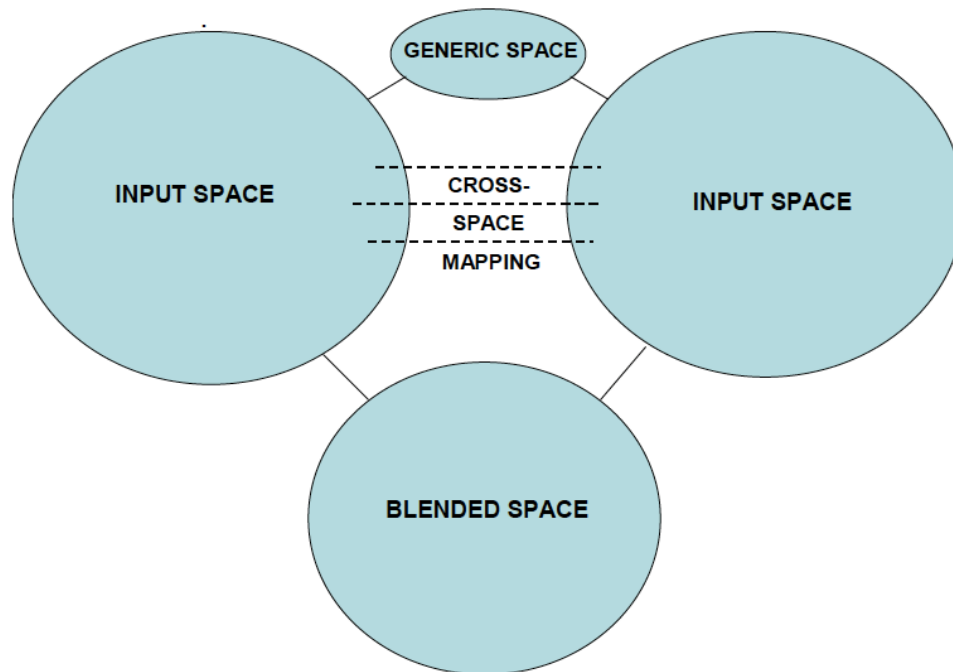 GENERIC SPACE
INPUT SPACE
CROSS-
SPACE
MAPPING
INPUT SPACE
BLENDED SPACE